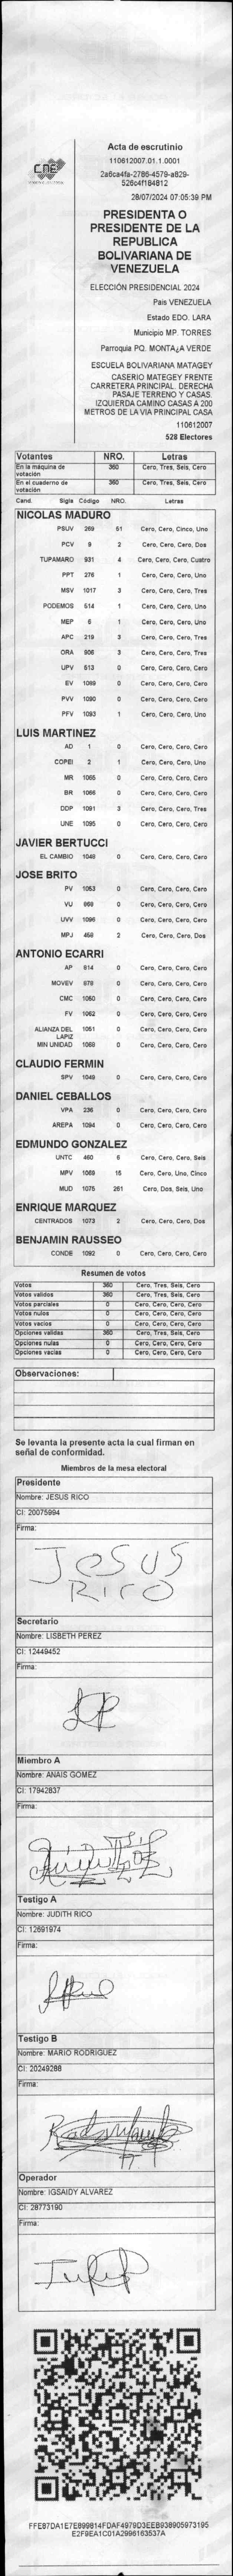 Acta de escrutinio
110612007.01.1.0001
2a6ca4fa-2786-4579-a829-
526c4f184812
28/07/2024 07:05:39 PM
CNE
PRESIDENTA O
PRESIDENTE DE LA
REPUBLICA
BOLIVARIANA DE
VENEZUELA
ELECCIÓN PRESIDENCIAL 2024
Pais VENEZUELA
Estado EDO. LARA
Municipio MP. TORRES
Parroquia PQ. MONTA¿A VERDE
ESCUELA BOLIVARIANA MATAGEY
CASERIO MATEGEY FRENTE
CARRETERA PRINCIPAL. DERECHA
PASAJE TERRENO Y CASAS.
IZQUIERDA CAMINO CASAS A 200
METROS DE LA VIA PRINCIPAL CASA
110612007
528 Electores
Votantes NRO. Letras
En la máquina de votación 360 Cero, Tres, Seis, Cero
En el cuaderno de votación 360 Cero, Tres, Seis, Cero
Cand. Sigla Código NRO. Letras
NICOLAS MADURO
PSUV 269 51 Cero, Cero, Cinco, Uno
PCV 9 2 Cero, Cero, Cero, Dos
TUPAMARO 931 4 Cero, Cero, Cero, Cuatro
PPT 276 1 Cero, Cero, Cero, Uno
MSV 1017 3 Cero, Cero, Cero, Tres
PODEMOS 514 1 Cero, Cero, Cero, Uno
MEP 6 1 Cero, Cero, Cero, Uno
APC 219 3 Cero, Cero, Cero, Tres
ORA 906 3 Cero, Cero, Cero, Tres
UPV 513 0 Cero, Cero, Cero, Cero
EV 1089 0 Cero, Cero, Cero, Cero
PVV 1090 0 Cero, Cero, Cero, Cero
PFV 1093 1 Cero, Cero, Cero, Uno
LUIS MARTINEZ
AD 1 0 Cero, Cero, Cero, Cero
COPEI 2 1 Cero, Cero, Cero, Uno
MR 1065 0 Cero, Cero, Cero, Cero
BR 1066 0 Cero, Cero, Cero, Cero
DDP 1091 3 Cero, Cero, Cero, Tres
UNE 1095 0 Cero, Cero, Cero, Cero
JAVIER BERTUCCI
EL CAMBIO 1048 0 Cero, Cero, Cero, Cero
JOSE BRITO
PV 1053 0 Cero, Cero, Cero, Cero
VU 868 0 Cero, Cero, Cero, Cero
UVV 1096 0 Cero, Cero, Cero, Cero
MPJ 458 2 Cero, Cero, Cero, Dos
ANTONIO ECARRI
AP 814 0 Cero, Cero, Cero, Cero
MOVEV 978 0 Cero, Cero, Cero, Cero
CMC 1050 0 Cero, Cero, Cero, Cero
FV 1062 0 Cero, Cero, Cero, Cero
ALIANZA DEL LAPIZ 1051 0 Cero, Cero, Cero, Cero
MIN UNIDAD 1069 0 Cero, Cero, Cero, Cero
CLAUDIO FERMIN
SPV 1049 0 Cero, Cero, Cero, Cero
DANIEL CEBALLOS
VPA 236 0 Cero, Cero, Cero, Cero
AREPA 1094 0 Cero, Cero, Cero, Cero
EDMUNDO GONZALEZ
UNTC 460 6 Cero, Cero, Cero, Seis
MPV 1069 15 Cero, Cero, Uno, Cinco
MUD 1075 261 Cero, Dos, Seis, Uno
ENRIQUE MARQUEZ
CENTRADOS 1073 2 Cero, Cero, Cero, Dos
BENJAMIN RAUSSEO
CONDE 1092 0 Cero, Cero, Cero, Cero
Resumen de votos
Votos 360 Cero, Tres, Seis, Cero
Votos validos 360 Cero, Tres, Seis, Cero
Votos parciales 0 Cero, Cero, Cero, Cero
Votos nulos 0 Cero, Cero, Cero, Cero
Votos vacios 0 Cero, Cero, Cero, Cero
Opciones validas 360 Cero, Tres, Seis, Cero
Opciones nulas 0 Cero, Cero, Cero, Cero
Opciones vacias 0 Cero, Cero, Cero, Cero
Observaciones:
Se levanta la presente acta la cual firman en
señal de conformidad.
Miembros de la mesa electoral
Presidente
Nombre: JESUS RICO
CI: 20075994
Firma:
JESUS
RICO
Secretario
Nombre: LISBETH PEREZ
CI: 12449452
Firma:
Miembro A
Nombre: ANAIS GOMEZ
CI: 17942837
Firma:
Testigo A
Nombre: JUDITH RICO
CI: 12691974
Firma:
Testigo B
Nombre: MARIO RODRIGUEZ
CI: 20249288
Firma:
Operador
Nombre: IGSAIDY ALVAREZ
CI: 28773190
Firma:
FFE87DA1E7E899814FDAF4979D3EEB938905973195
E2F9EA1C01A2996163537A